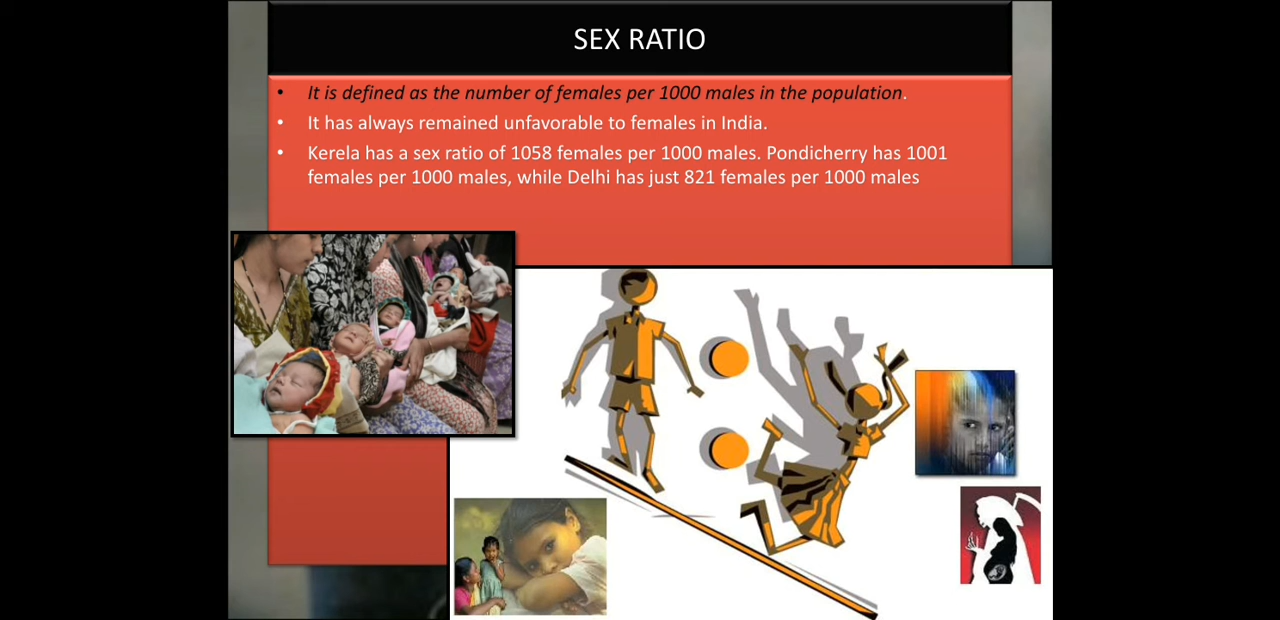 SEX RATIO
• It is defined as the number of females per 1000 males in the population.
• It has always remained unfavorable to females in India.
• Kerela has a sex ratio of 1058 females per 1000 males. Pondicherry has 1001
females per 1000 males, while Delhi has just 821 females per 1000 males